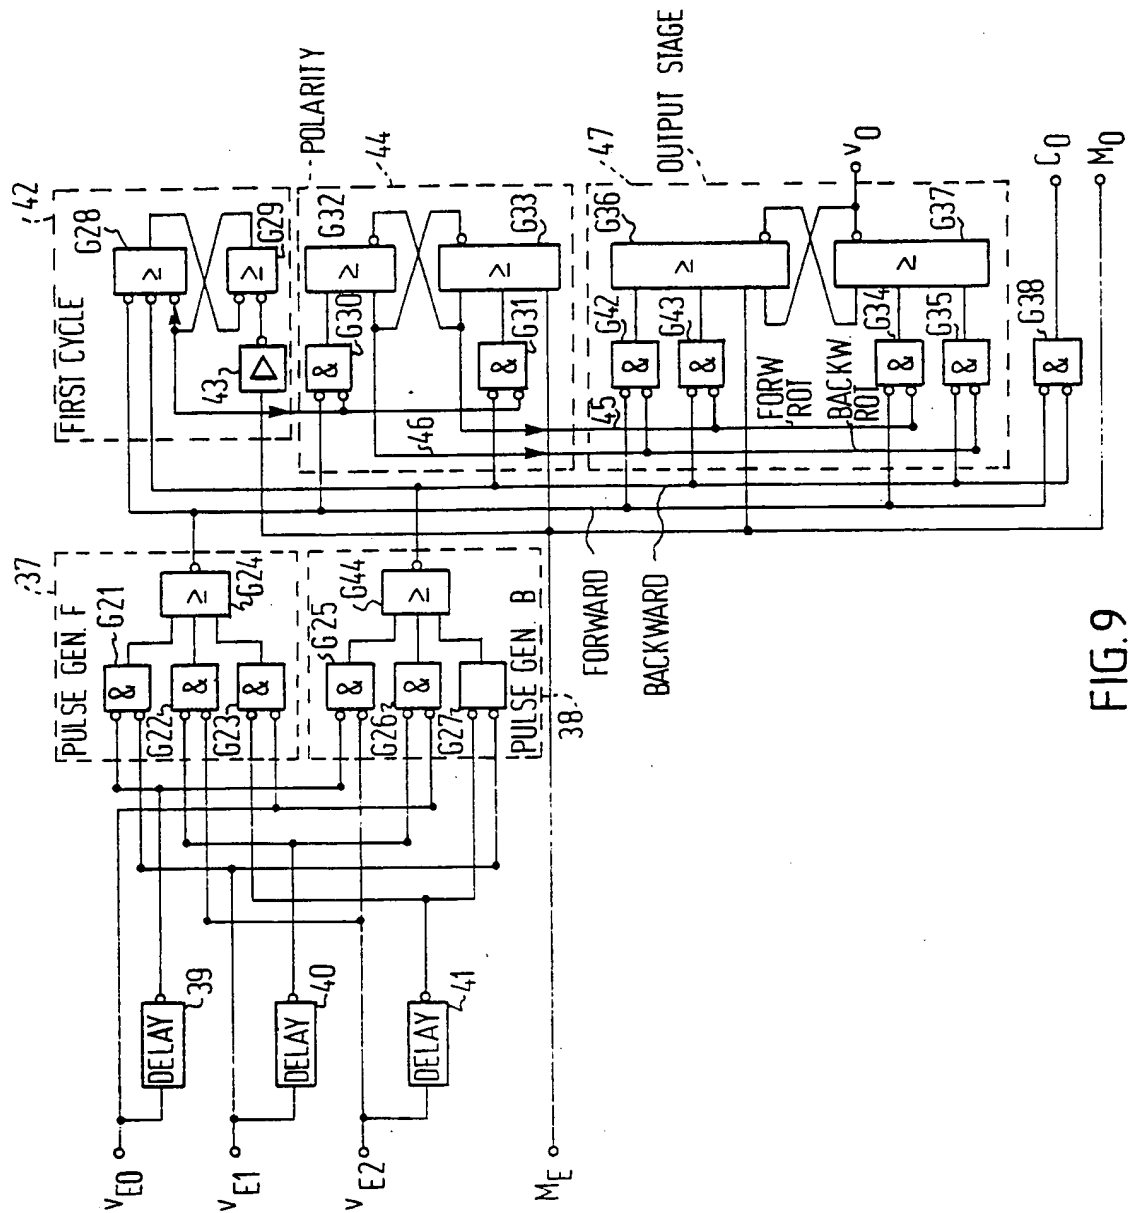 42
FIRST CYCLE
G28
≥
G29
≥
43
POLARITY
44
G32
≥
G30
&
G33
≥
G31
&
46
47
OUTPUT STAGE
G36
≥
G42
&
G43
&
45
FORW.
ROT
BACKW.
ROT
G37
≥
G34
&
G35
&
G38
&
V0
C0
M0
37
PULSE GEN. F
G21
&
G22
&
G23
&
G24
≥
G25
&
G26
&
G27
G44
≥
PULSE GEN. B
38
FORWARD
BACKWARD
DELAY
39
DELAY
40
DELAY
41
VE0
VE1
VE2
ME
FIG.9